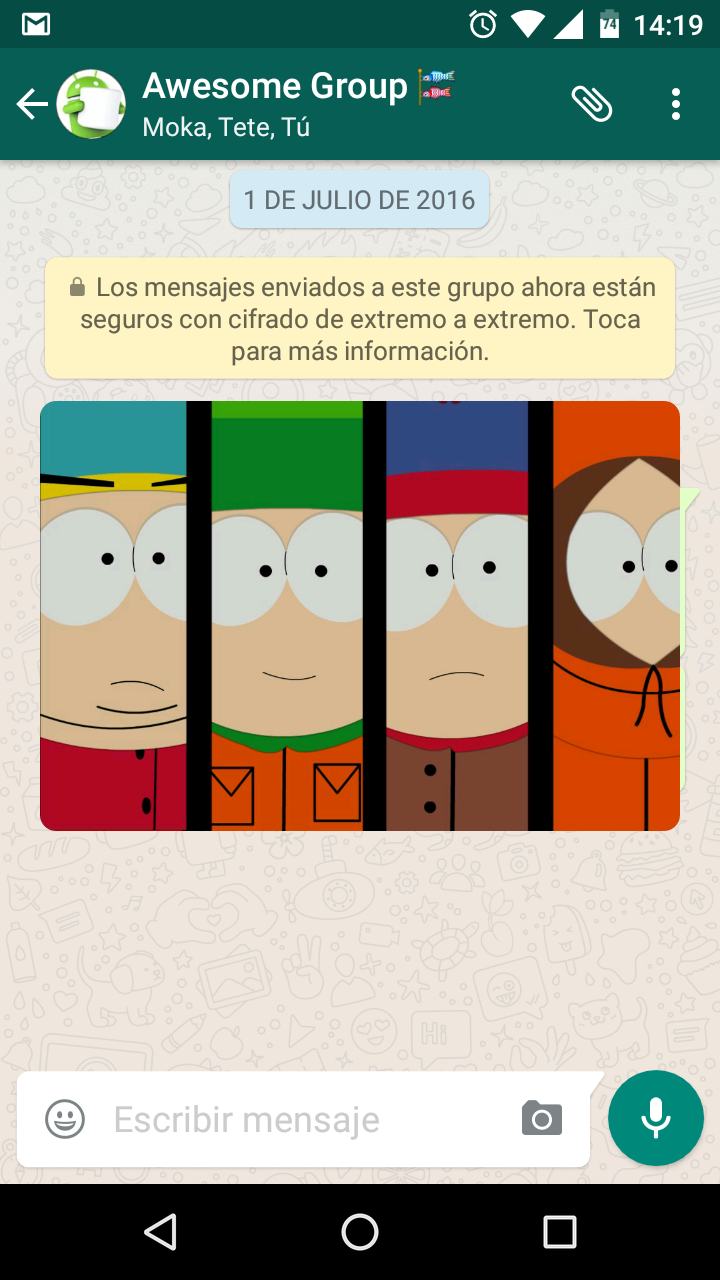 74 14:19
Awesome Group 🎏
Moka, Tete, Tú
1 DE JULIO DE 2016
Los mensajes enviados a este grupo ahora están
seguros con cifrado de extremo a extremo. Toca
para más información.
Escribir mensaje
Hi